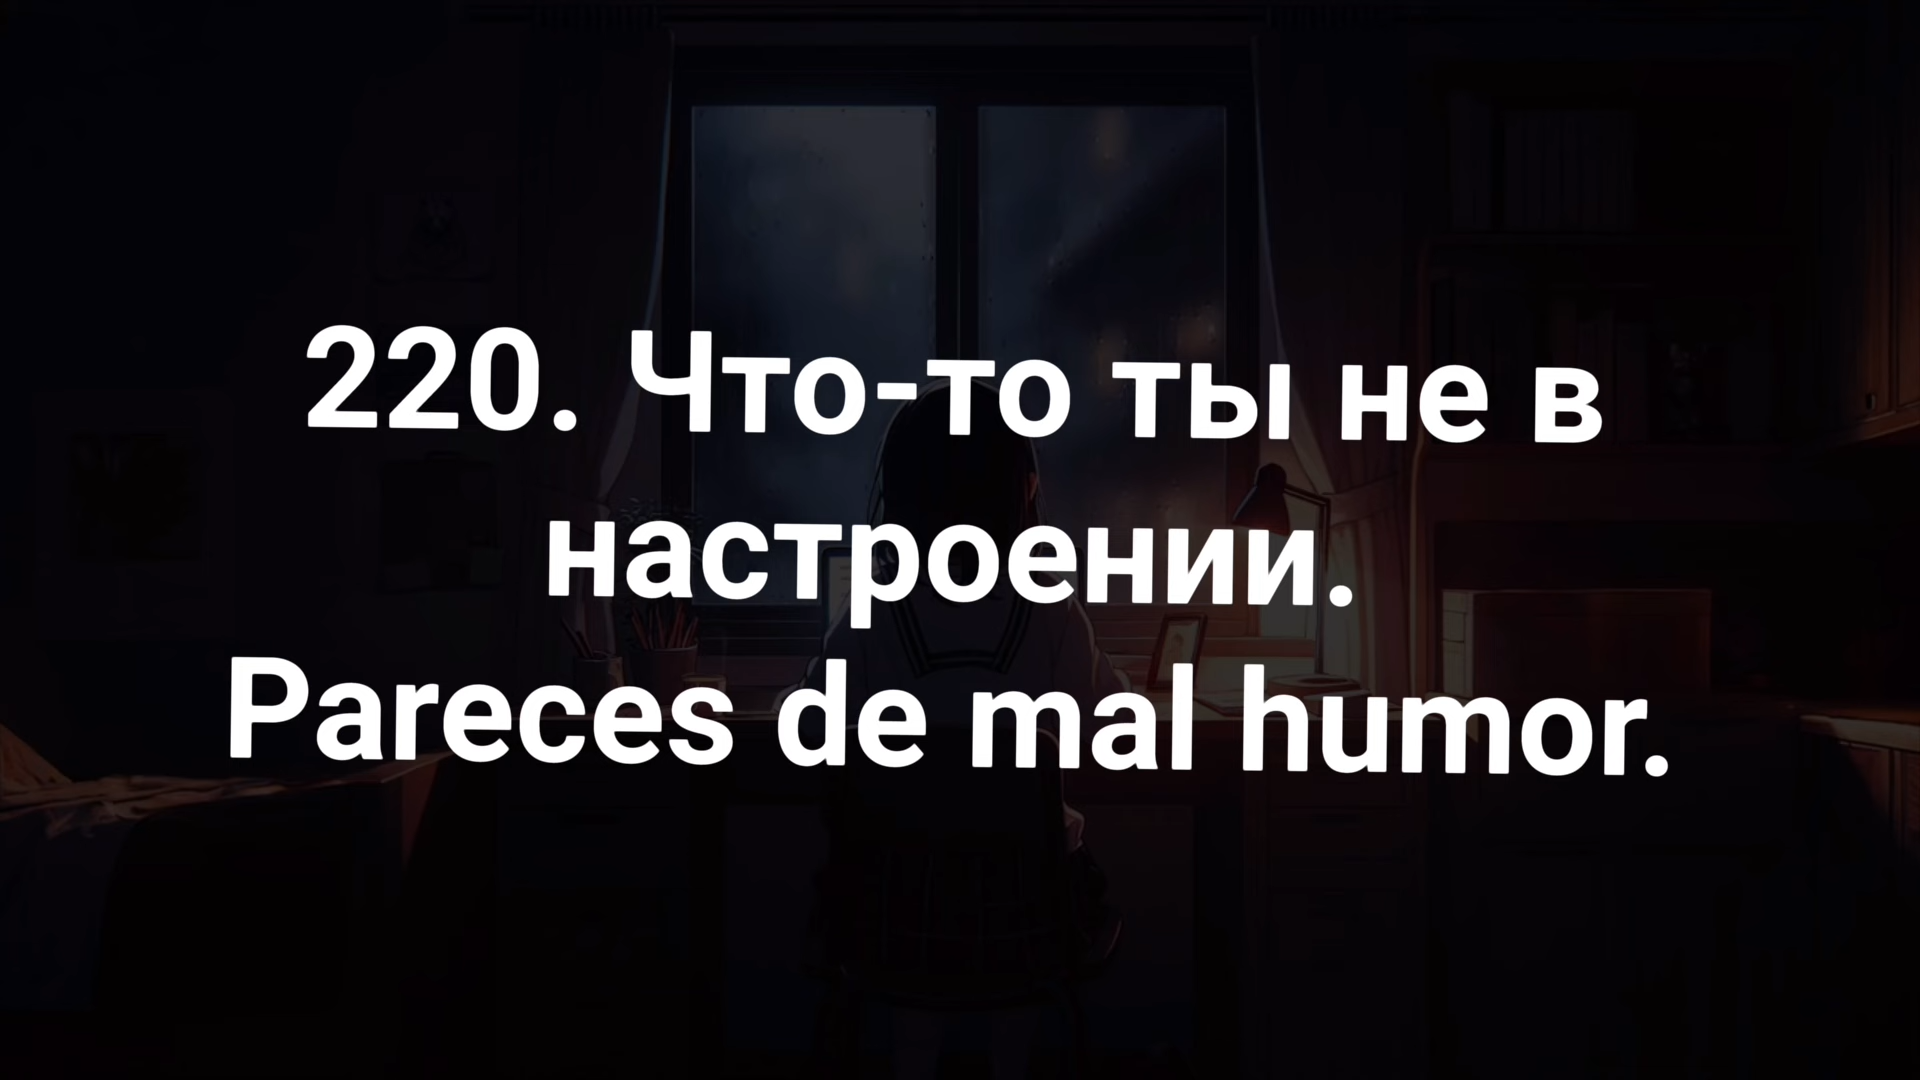 220. Что-то ты не в
настроении.
Pareces de mal humor.